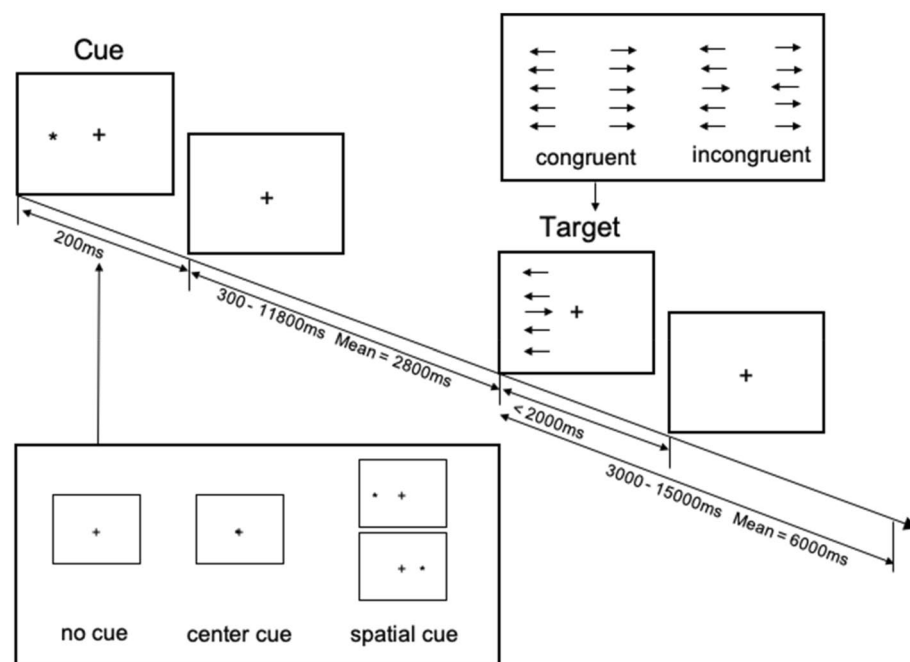 Cue
*
+
+
200ms
300 - 11800ms Mean = 2800ms
congruent
incongruent
Target
+
+
< 2000ms
3000 - 15000ms Mean = 6000ms
+
+
* +
+ *
no cue
center cue
spatial cue